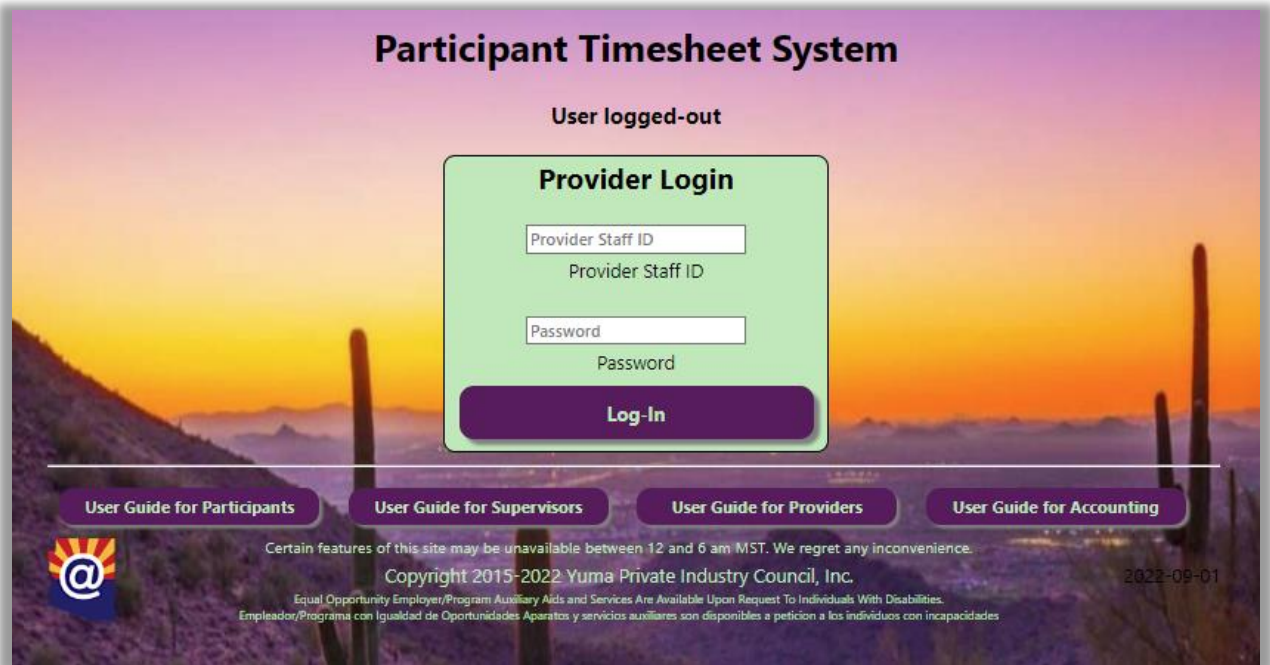 Participant Timesheet System
User logged-out
Provider Login
Provider Staff ID
Provider Staff ID
Password
Password
Log-In
User Guide for Participants
User Guide for Supervisors
User Guide for Providers
User Guide for Accounting
Certain features of this site may be unavailable between 12 and 6 am MST. We regret any inconvenience.
@
Copyright 2015-2022 Yuma Private Industry Council, Inc.
2022-09-01
Equal Opportunity Employer/Program Auxiliary Aids and Services Are Available Upon Request To Individuals With Disabilities.
Empleador/Programa con Igualdad de Oportunidades Aparatos y servicios auxiliares son disponibles a peticion a los individuos con incapacidades